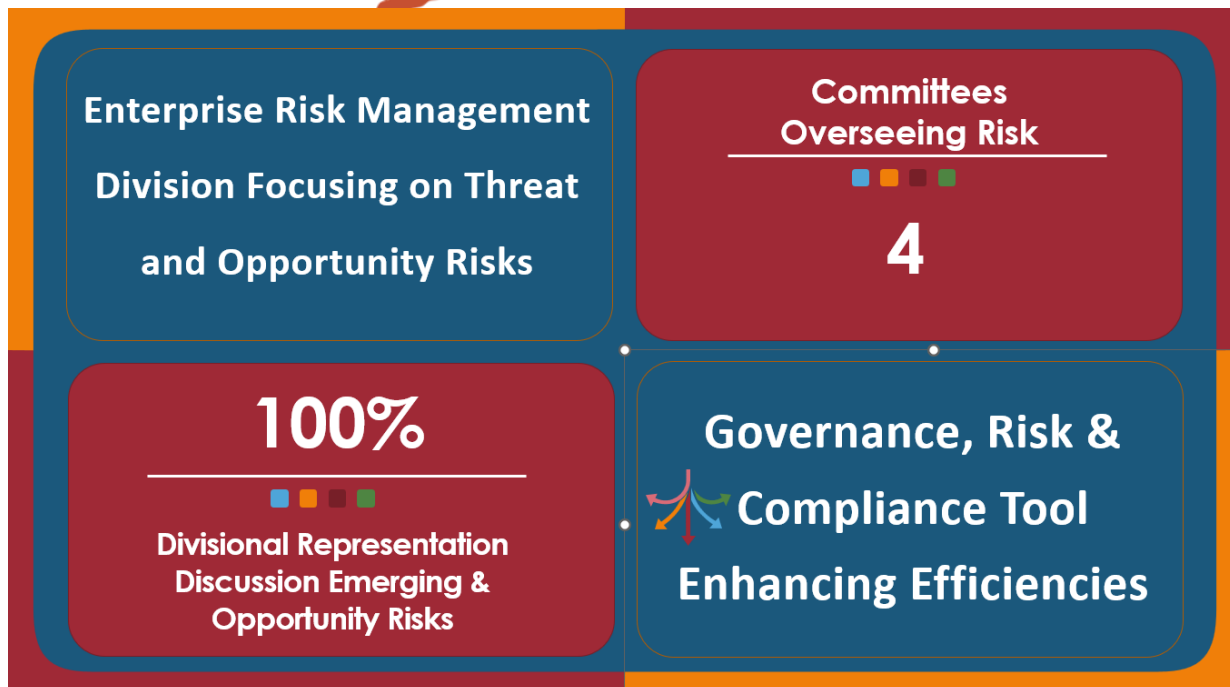 Enterprise Risk Management
Division Focusing on Threat
and Opportunity Risks
Committees
Overseeing Risk
4
100%
Divisional Representation
Discussion Emerging &
Opportunity Risks
Governance, Risk &
Compliance Tool
Enhancing Efficiencies